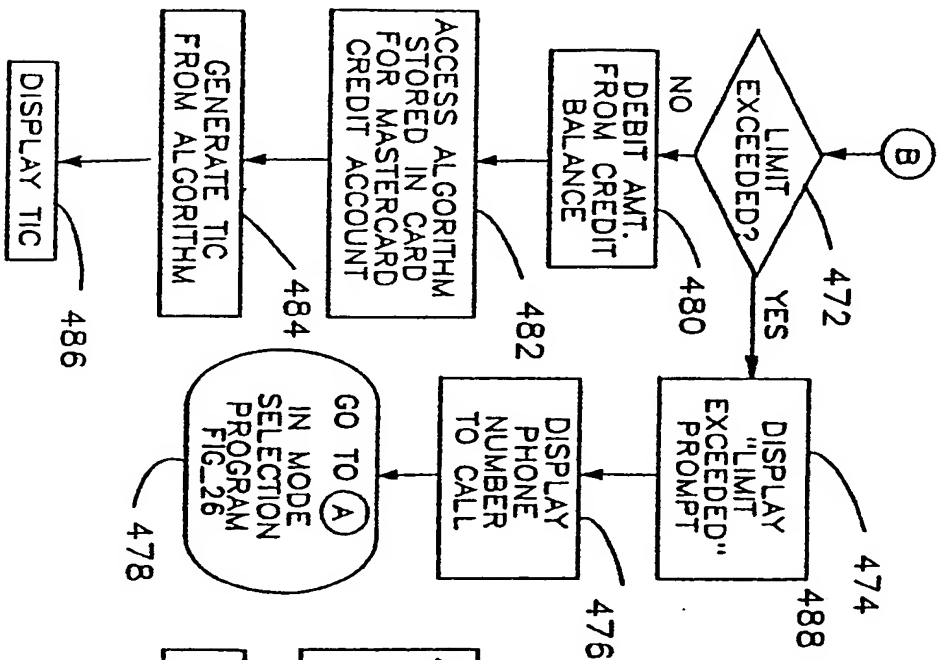 B
LIMIT
EXCEEDED?
472
NO
YES
DEBIT AMT.
FROM CREDIT
BALANCE
480
ACCESS ALGORITHM
STORED IN CARD
FOR MASTERCARD
CREDIT ACCOUNT
482
GENERATE TIC
FROM ALGORITHM
484
DISPLAY TIC
486
DISPLAY
"LIMIT
EXCEEDED"
PROMPT
474
488
DISPLAY
PHONE
NUMBER
TO CALL
476
GO TO A
IN MODE
SELECTION
PROGRAM
FIG_26
478